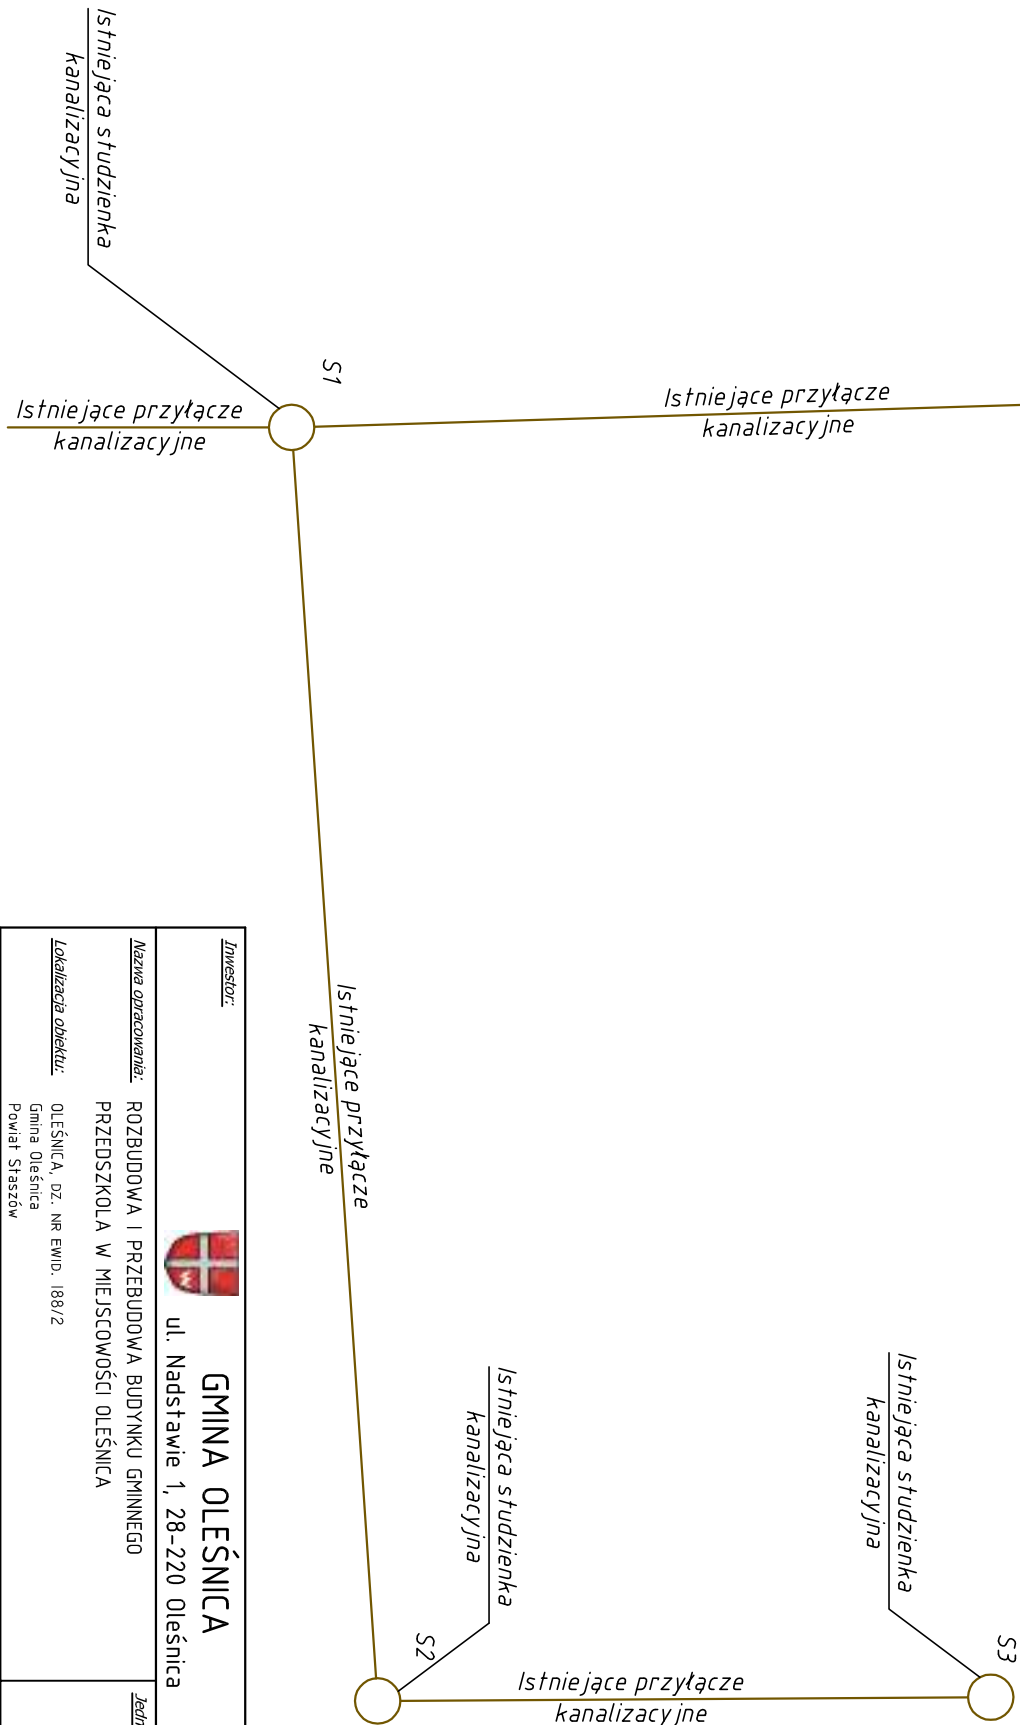 Istniejąca studzienka
kanalizacyjna
S1
Istniejące przyłącze
kanalizacyjne
Istniejące przyłącze
kanalizacyjne
Istniejące przyłącze
kanalizacyjne
Istniejąca studzienka
kanalizacyjna
S2
Istniejąca studzienka
kanalizacyjna
S3
Istniejące przyłącze
kanalizacyjne
Inwestor:
GMINA OLEŚNICA
ul. Nadstawie 1, 28-220 Oleśnica
Nazwa opracowania:
ROZBUDOWA I PRZEBUDOWA BUDYNKU GMINNEGO
PRZEDSZKOLA W MIEJSCOWOŚCI OLEŚNICA
Lokalizacja obiektu:
OLEŚNICA, DZ. NR EWID. 188/2
Gmina Oleśnica
Powiat Staszów
Jedn